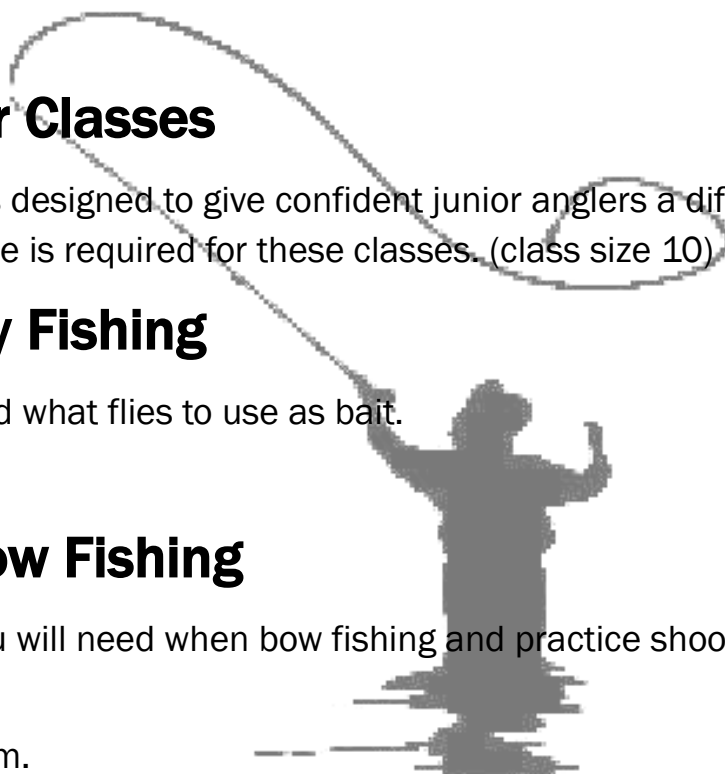 r Classes
s designed to give confident junior anglers a dif
e is required for these classes. (class size 10)
y Fishing
d what flies to use as bait.
ow Fishing
u will need when bow fishing and practice shoo
m.